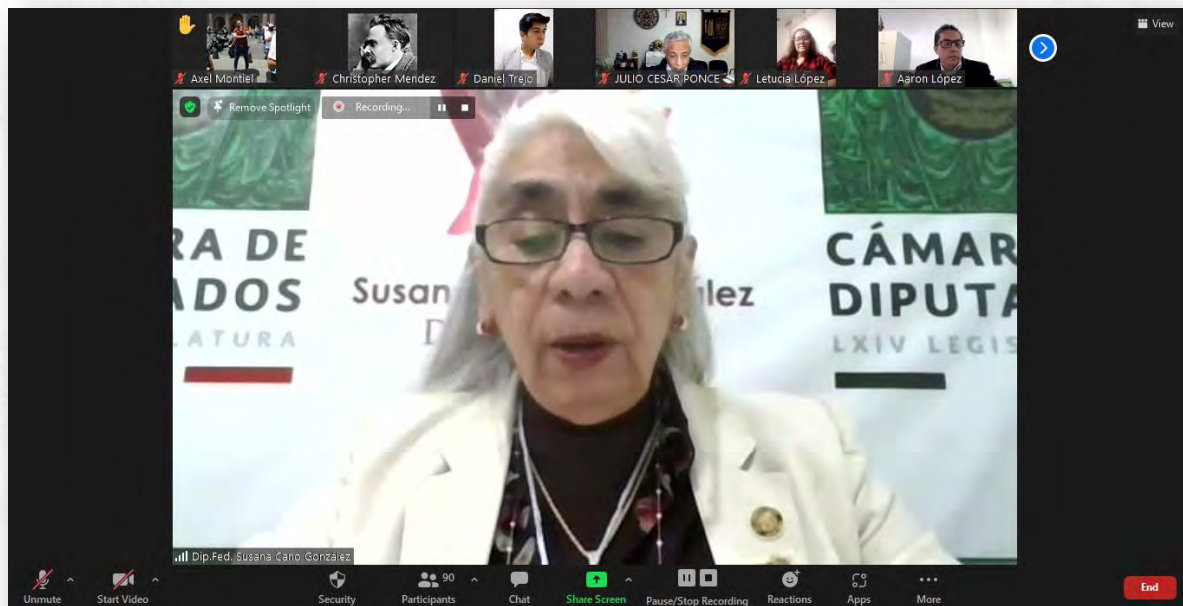 View
Axel Montiel
Christopher Mendez
Daniel Trejo
JULIO CESAR PONCE
Letucia López
Aaron López
Remove Spotlight
Recording...
RA DE
ADOS
LATURA
Susan
lez
D
CÁMAR
DIPUTA
LXIV LEGIS
Dip.Fed. Susana Cano González
Unmute
Start Video
Security
Participants
90
Chat
Share Screen
Pause/Stop Recording
Reactions
Apps
More
End